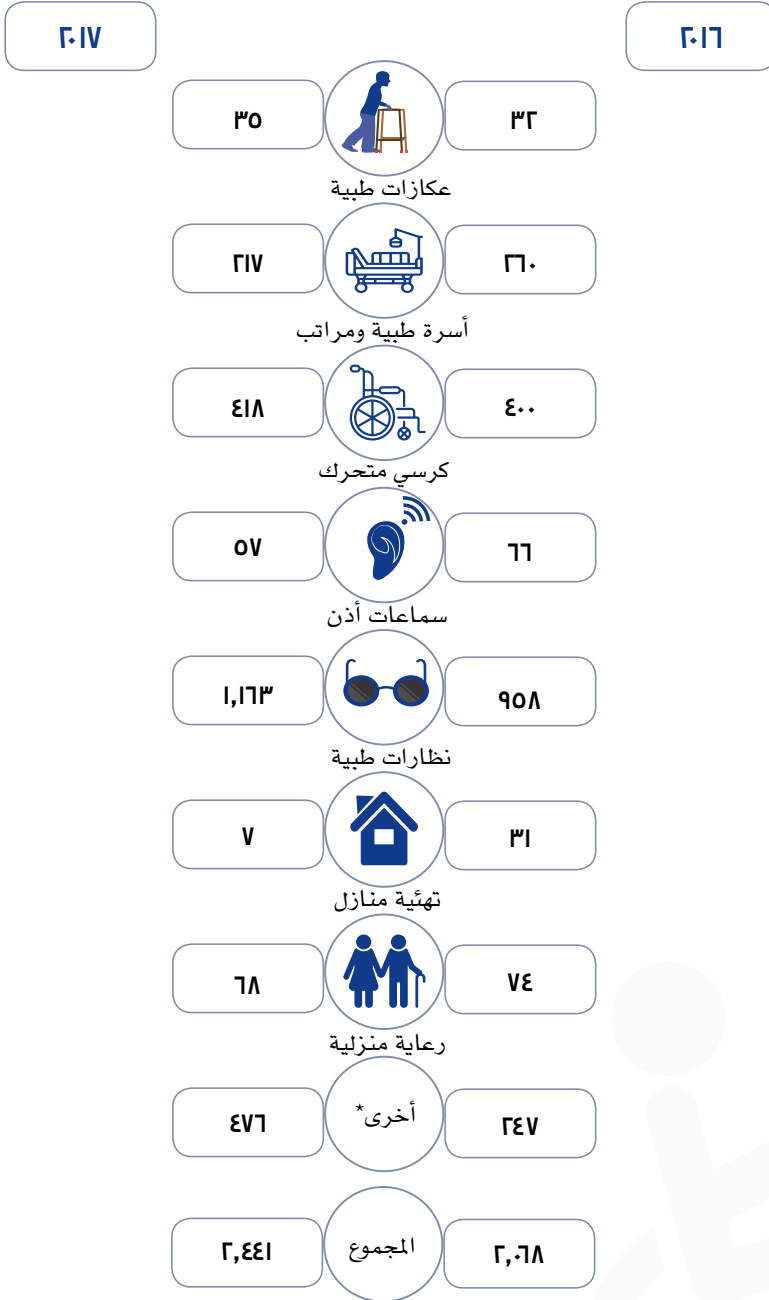 ٢٠١٦ ٢٠١٧
٣٢ ٣٥
عكازات طبية
٢٦٠ ٢١٧
أسرة طبية ومراتب
٤٠٠ ٤١٨
كرسي متحرك
٦٦ ٥٧
سماعات أذن
٩٥٨ ١,١٦٣
نظارات طبية
٣١ ٧
تهئية منازل
٧٤ ٦٨
رعاية منزلية
٢٤٧ أخرى* ٤٧٦
٢,٠٦٨ المجموع ٢,٤٤١